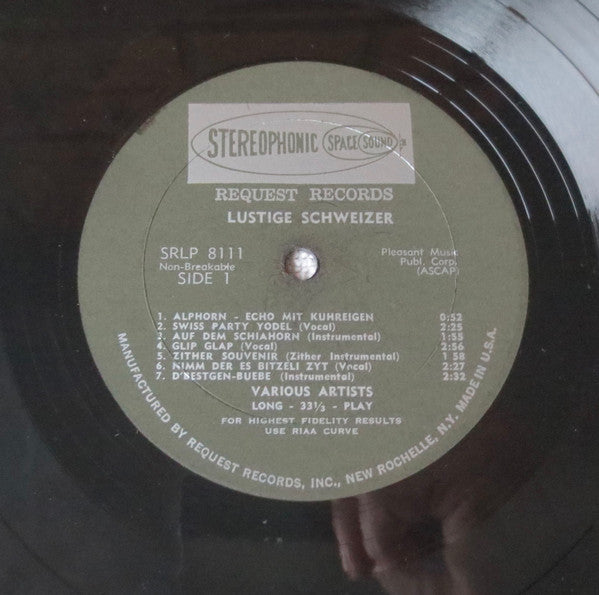 STEREOPHONIC SPACE SOUND
REQUEST RECORDS
LUSTIGE SCHWEIZER
SRLP 8111
Non-Breakable
SIDE 1
Pleasant Music
Publ. Corp.
(ASCAP)
1. ALPHORN - ECHO MIT KUHREIGEN 0:52
2. SWISS PARTY YODEL (Vocal) 2:25
3. AUF DEM SCHIAHORN (Instrumental) 1:55
4. GLIP GLAP (Vocal) 2:56
5. ZITHER SOUVENIR (Zither Instrumental) 1 58
6. NIMM DER ES BITZELI ZYT (Vocal) 2:27
7. D'BESTGEN-BUEBE (Instrumental) 2:32
VARIOUS ARTISTS
LONG - 33⅓ - PLAY
FOR HIGHEST FIDELITY RESULTS
USE RIAA CURVE
MANUFACTURED BY REQUEST RECORDS, INC., NEW ROCHELLE, N.Y. MADE IN U.S.A.